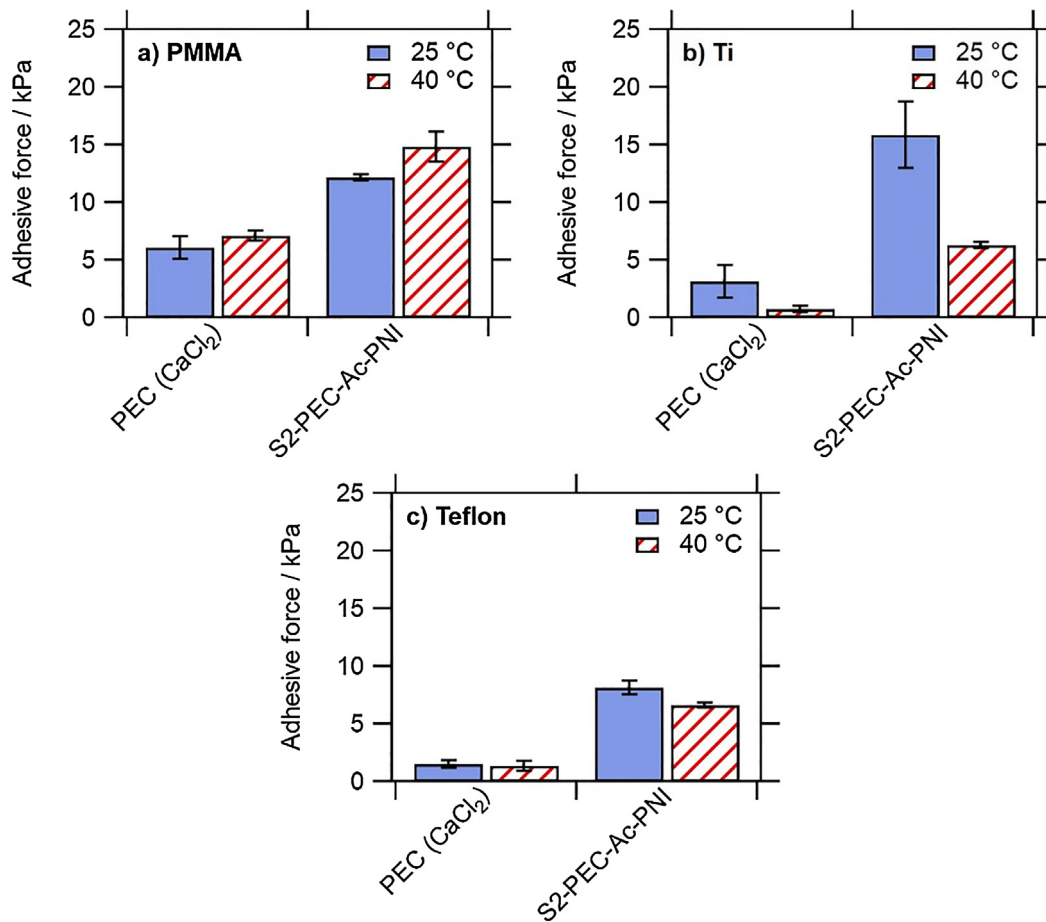 a) PMMA
25 °C
40 °C
Adhesive force / kPa
25
20
15
10
5
0
PEC (CaCl₂)
S2-PEC-Ac-PNI
b) Ti
25 °C
40 °C
Adhesive force / kPa
25
20
15
10
5
0
PEC (CaCl₂)
S2-PEC-Ac-PNI
c) Teflon
25 °C
40 °C
Adhesive force / kPa
25
20
15
10
5
0
PEC (CaCl₂)
S2-PEC-Ac-PNI